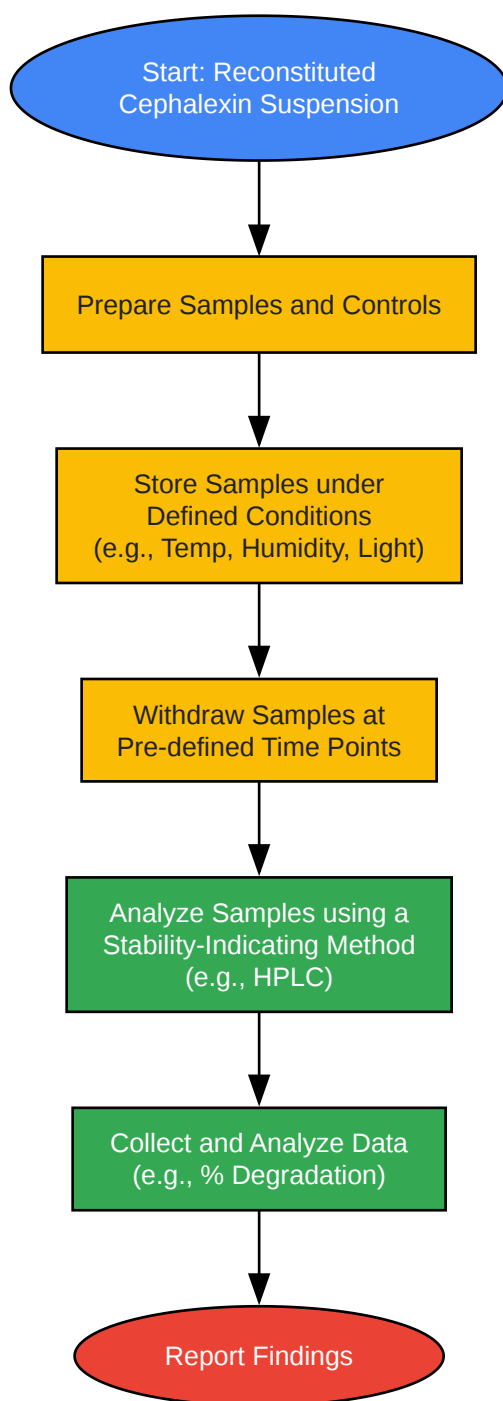 Start: Reconstituted
Cephalexin Suspension
Prepare Samples and Controls
Store Samples under
Defined Conditions
(e.g., Temp, Humidity, Light)
Withdraw Samples at
Pre-defined Time Points
Analyze Samples using a
Stability-Indicating Method
(e.g., HPLC)
Collect and Analyze Data
(e.g., % Degradation)
Report Findings